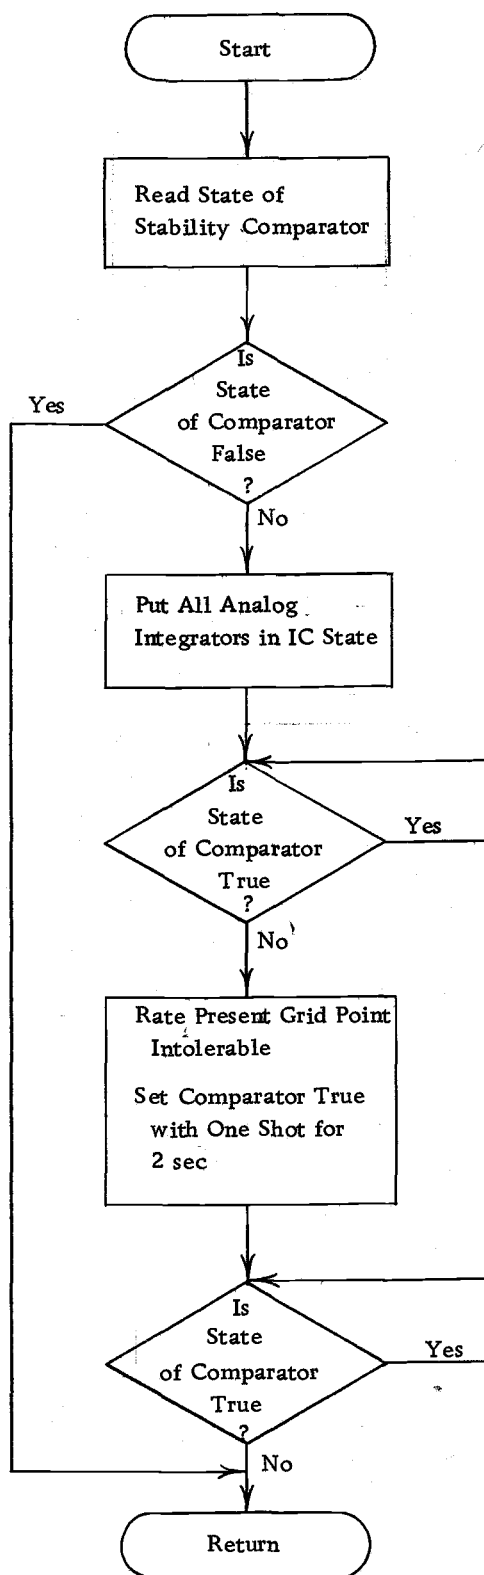 Start
Read State of
Stability Comparator
Is
State
of Comparator
False
?
Yes
No
Put All Analog
Integrators in IC State
Is
State
of Comparator
True
?
Yes
No
Rate Present Grid Point
Intolerable
Set Comparator True
with One Shot for
2 sec
Is
State
of Comparator
True
?
Yes
No
Return